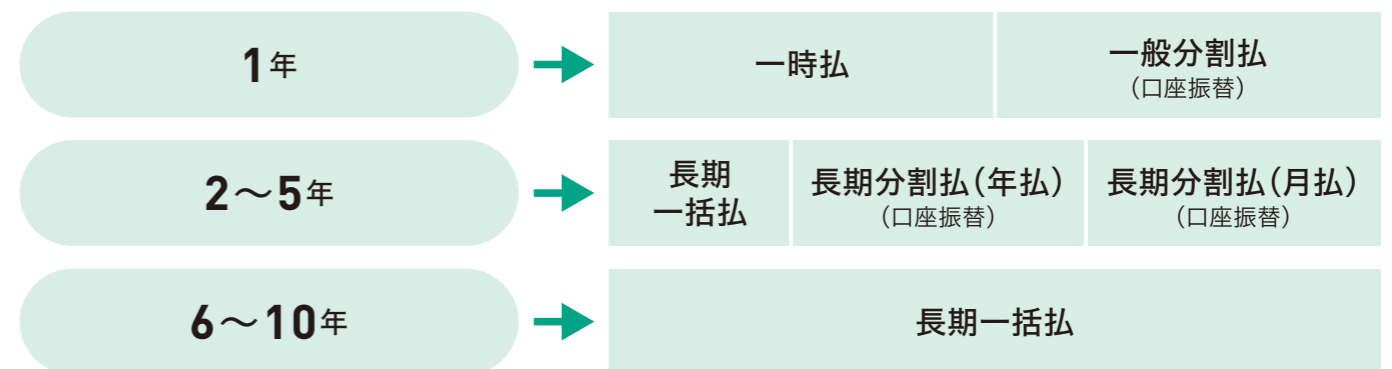 1年
一時払
一般分割払
（口座振替）
2〜5年
長期
一括払
長期分割払（年払）
（口座振替）
長期分割払（月払）
（口座振替）
6〜10年
長期一括払